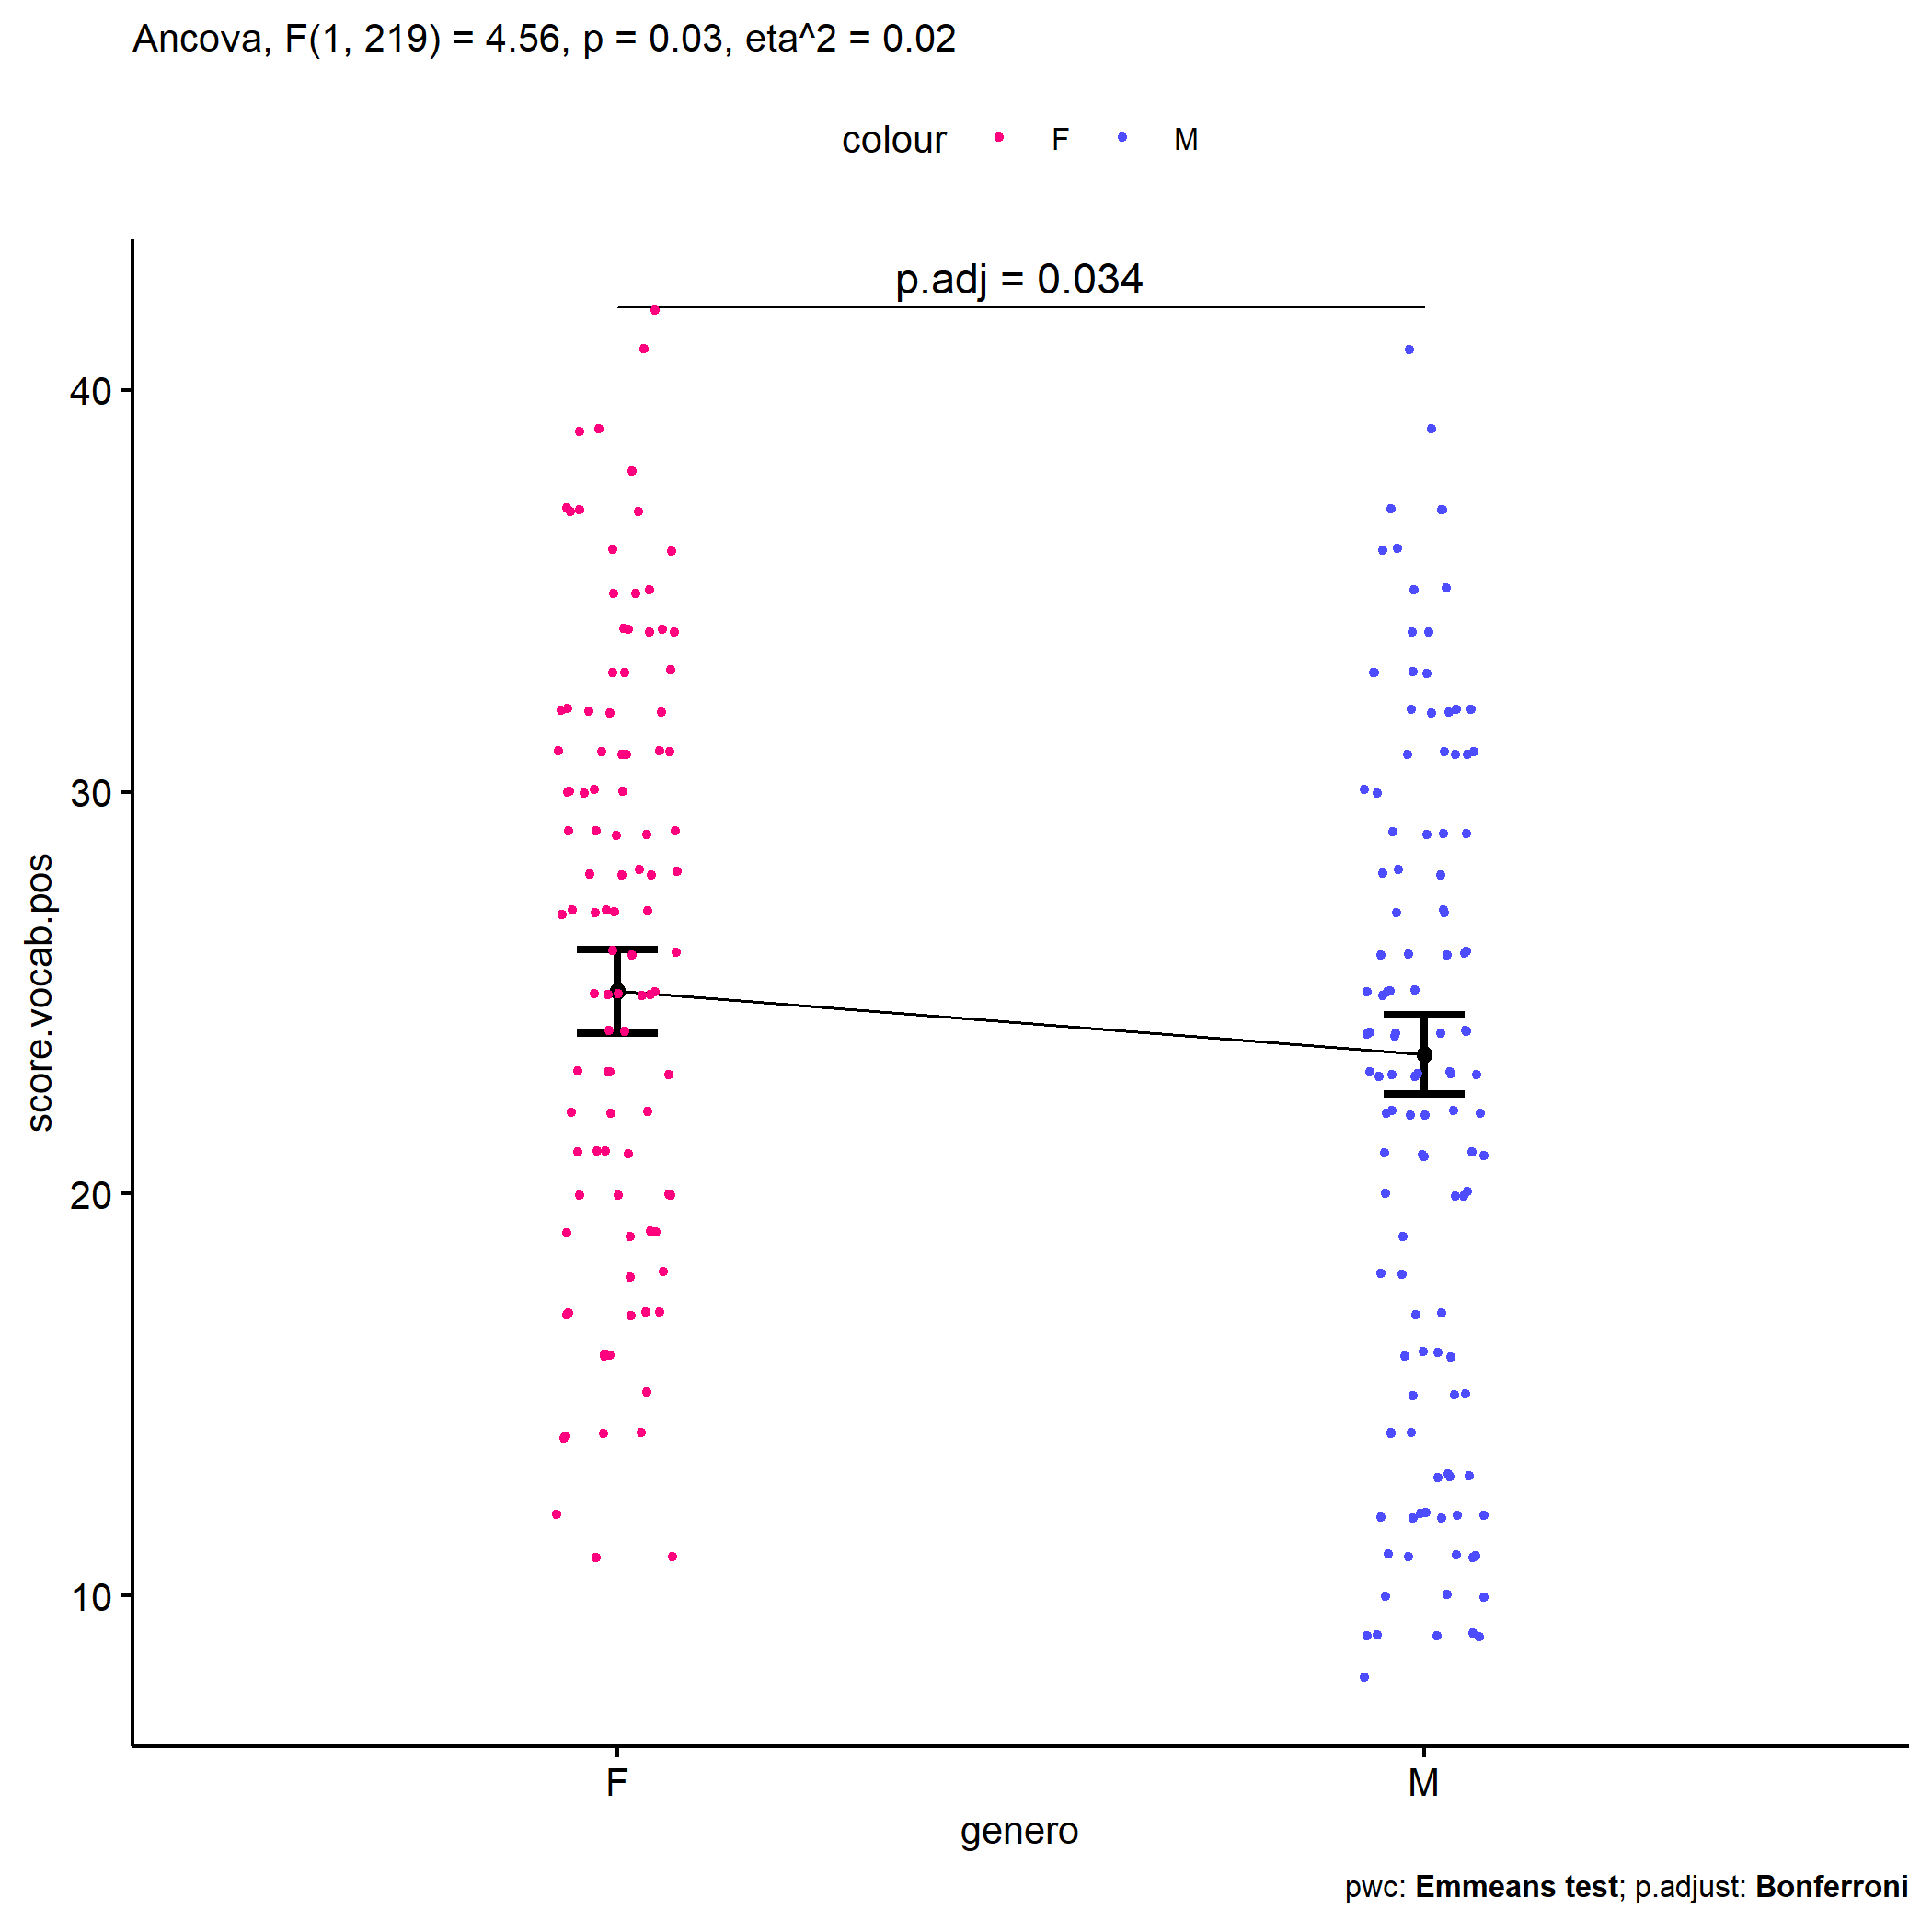 Ancova, F(1, 219) = 4.56, p = 0.03, eta^2 = 0.02
colour F M
p.adj = 0.034
40
30
20
10
score.vocab.pos
F M
genero
pwc: Emmeans test; p.adjust: Bonferroni